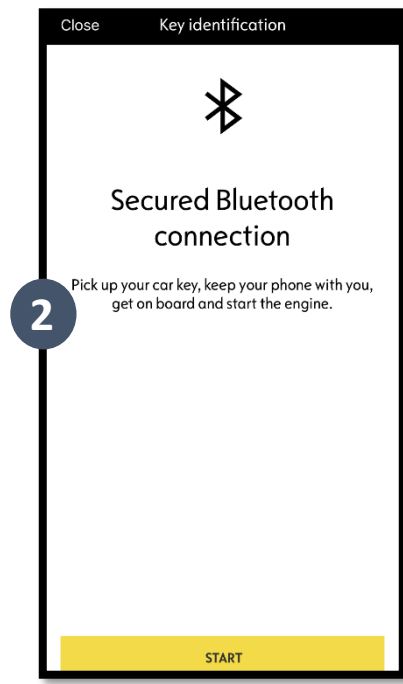 Close Key identification
Secured Bluetooth
connection
Pick up your car key, keep your phone with you,
get on board and start the engine.
2
START